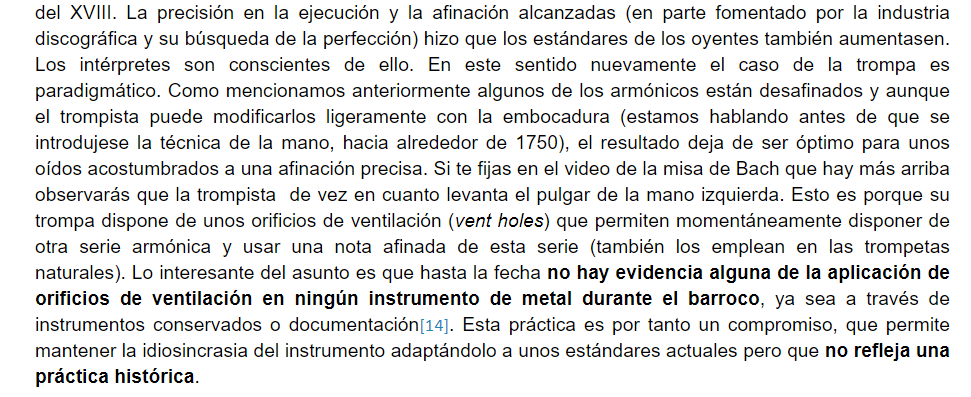 del XVIII. La precisión en la ejecución y la afinación alcanzadas (en parte fomentado por la industria
discográfica y su búsqueda de la perfección) hizo que los estándares de los oyentes también aumentasen.
Los intérpretes son conscientes de ello. En este sentido nuevamente el caso de la trompa es
paradigmático. Como mencionamos anteriormente algunos de los armónicos están desafinados y aunque
el trompista puede modificarlos ligeramente con la embocadura (estamos hablando antes de que se
introdujese la técnica de la mano, hacia alrededor de 1750), el resultado deja de ser óptimo para unos
oídos acostumbrados a una afinación precisa. Si te fijas en el video de la misa de Bach que hay más arriba
observarás que la trompista de vez en cuanto levanta el pulgar de la mano izquierda. Esto es porque su
trompa dispone de unos orificios de ventilación (vent holes) que permiten momentáneamente disponer de
otra serie armónica y usar una nota afinada de esta serie (también los emplean en las trompetas
naturales). Lo interesante del asunto es que hasta la fecha no hay evidencia alguna de la aplicación de
orificios de ventilación en ningún instrumento de metal durante el barroco, ya sea a través de
instrumentos conservados o documentación[14]. Esta práctica es por tanto un compromiso, que permite
mantener la idiosincrasia del instrumento adaptándolo a unos estándares actuales pero que no refleja una
práctica histórica.